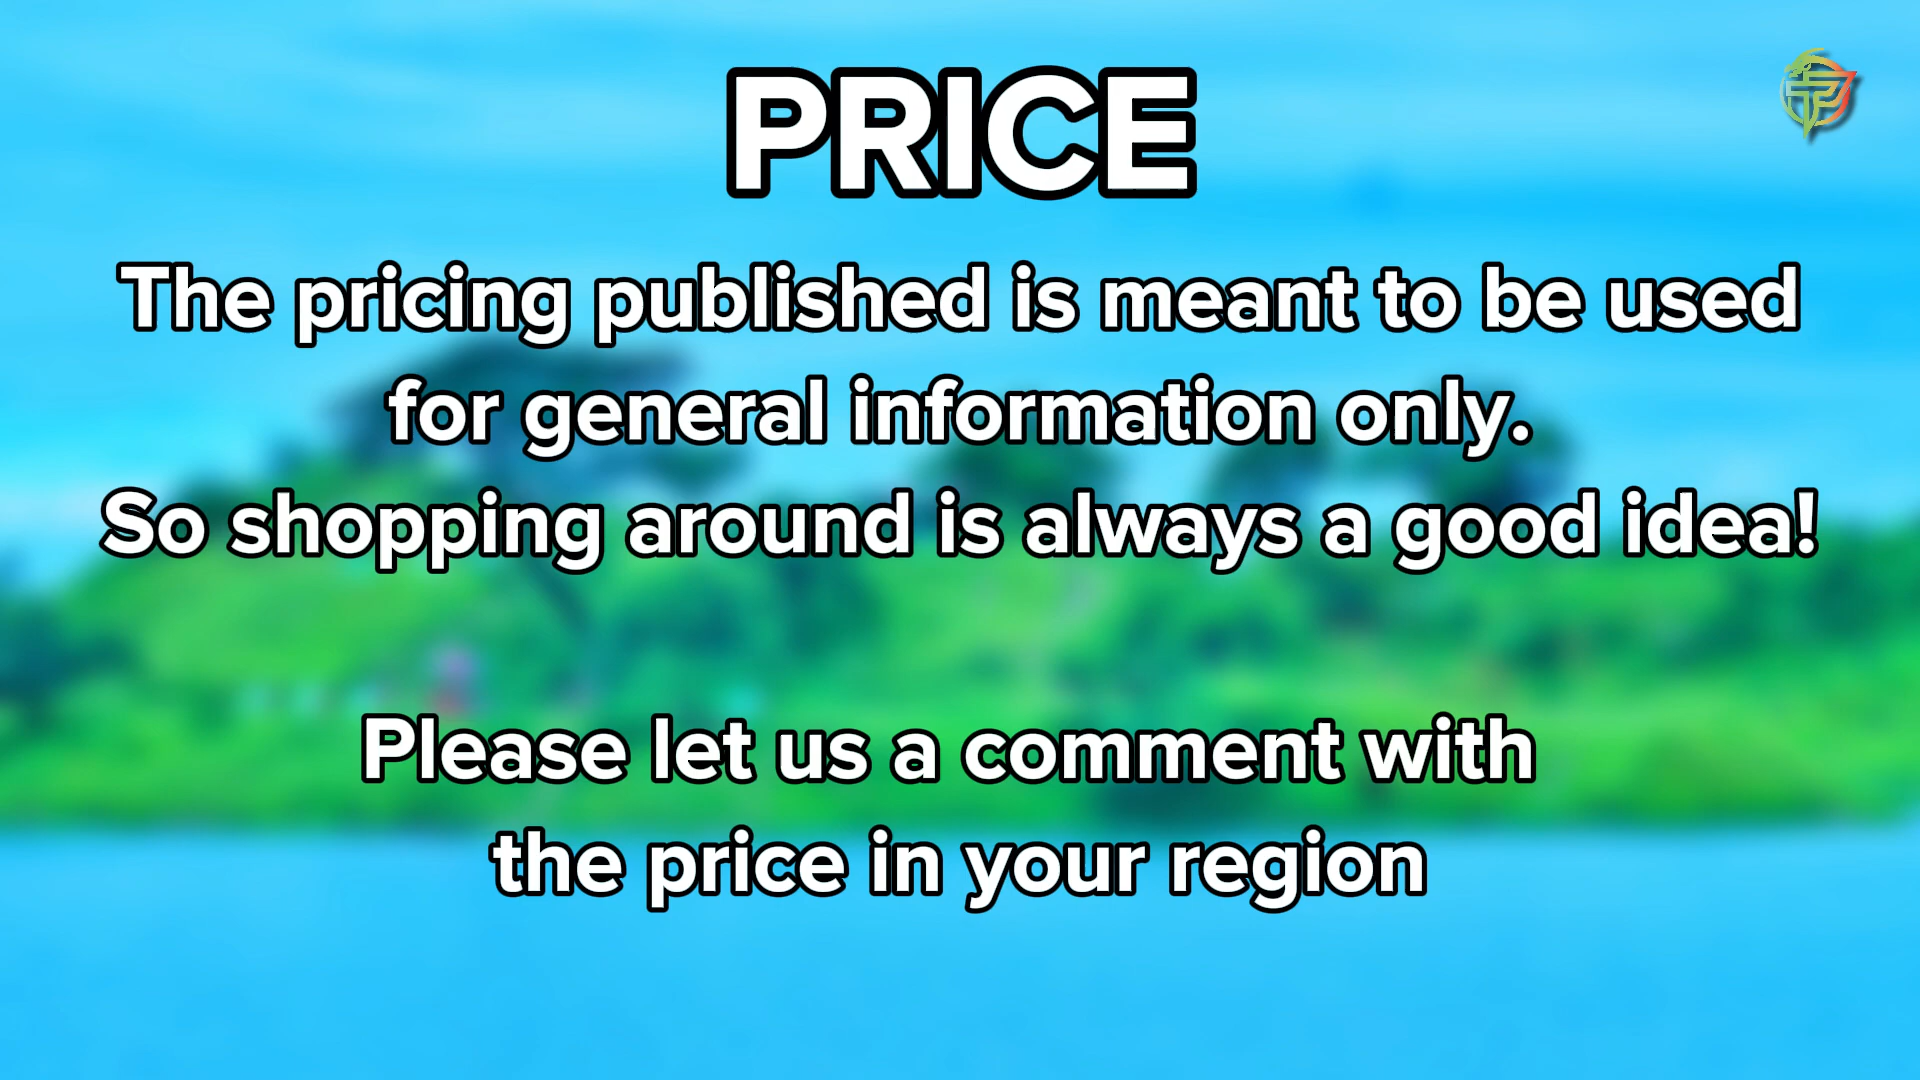 PRICE
The pricing published is meant to be used
for general information only.
So shopping around is always a good idea!
Please let us a comment with
the price in your region